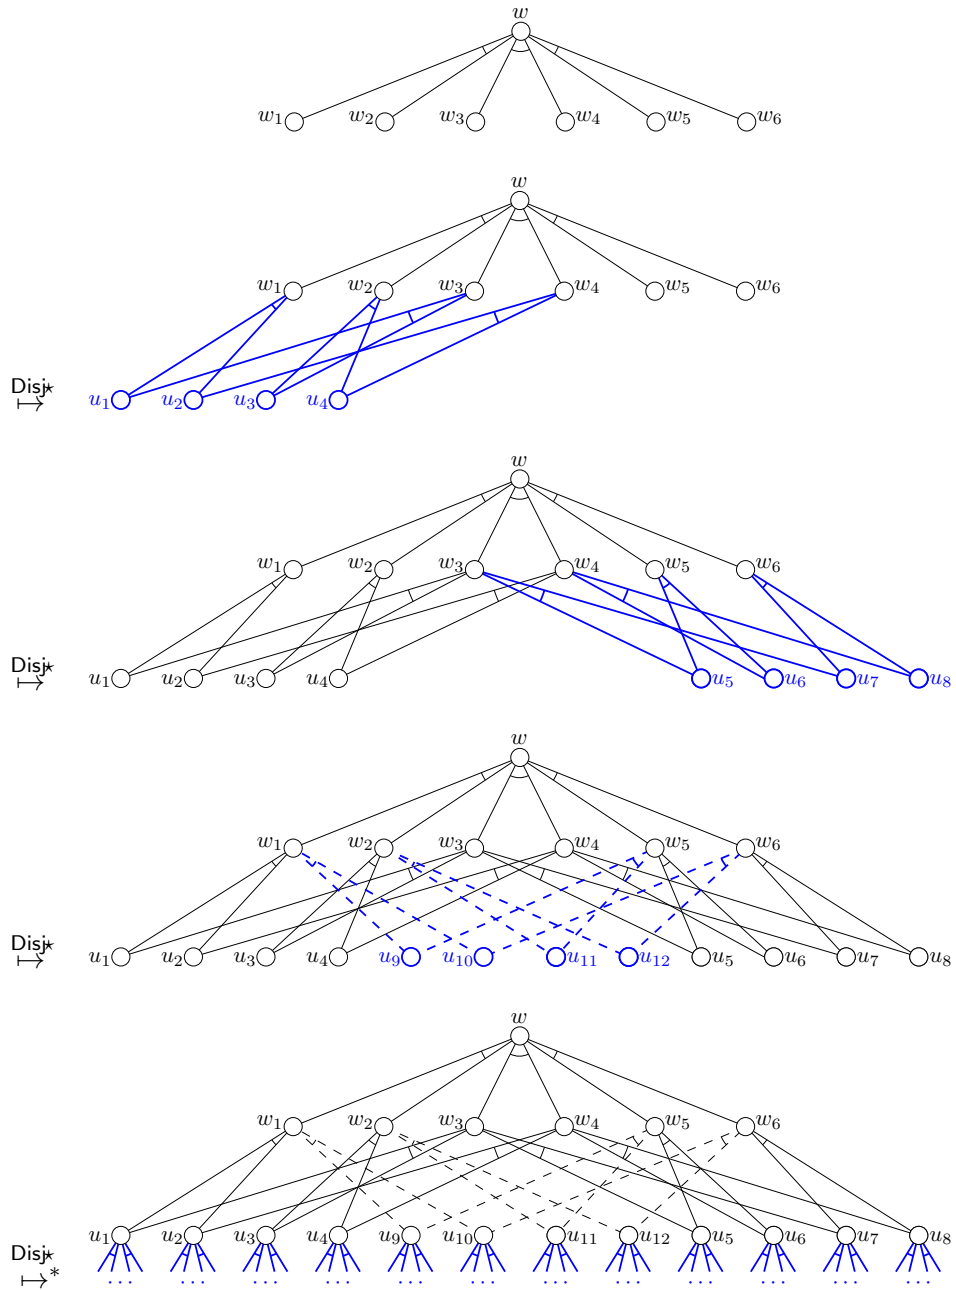 w
w₁ w₂ w₃ w₄ w₅ w₆
w
w₁ w₂ w₃ w₄ w₅ w₆
Disj⋆
↦ u₁ u₂ u₃ u₄
w
w₁ w₂ w₃ w₄ w₅ w₆
Disj⋆
↦ u₁ u₂ u₃ u₄ u₅ u₆ u₇ u₈
w
w₁ w₂ w₃ w₄ w₅ w₆
Disj⋆
↦ u₁ u₂ u₃ u₄ u₉ u₁₀ u₁₁ u₁₂ u₅ u₆ u₇ u₈
w
w₁ w₂ w₃ w₄ w₅ w₆
u₁ u₂ u₃ u₄ u₉ u₁₀ u₁₁ u₁₂ u₅ u₆ u₇ u₈
Disj⋆
↦* ... ... ... ... ... ... ... ... ... ... ... ...